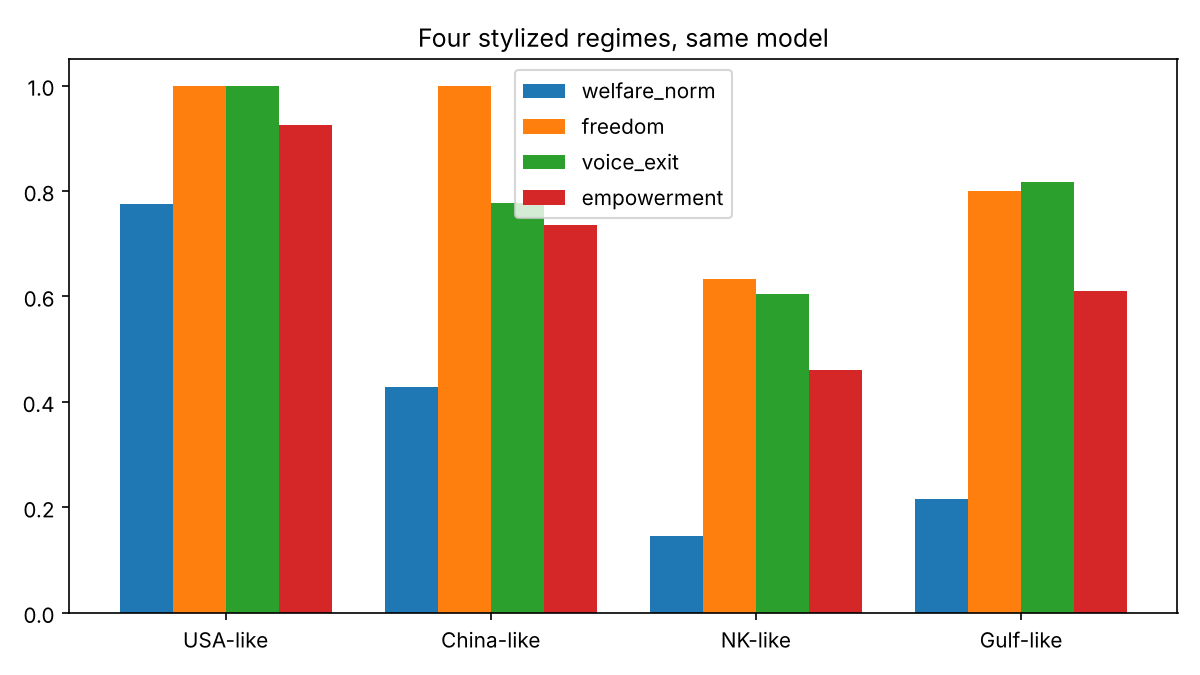 Four stylized regimes, same model
1.0
0.8
0.6
0.4
0.2
0.0
welfare_norm
freedom
voice_exit
empowerment
USA-like
China-like
NK-like
Gulf-like